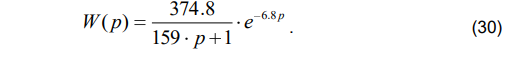 W(p) = 374.8 / (159 · p + 1) · e^{-6.8p} . (30)